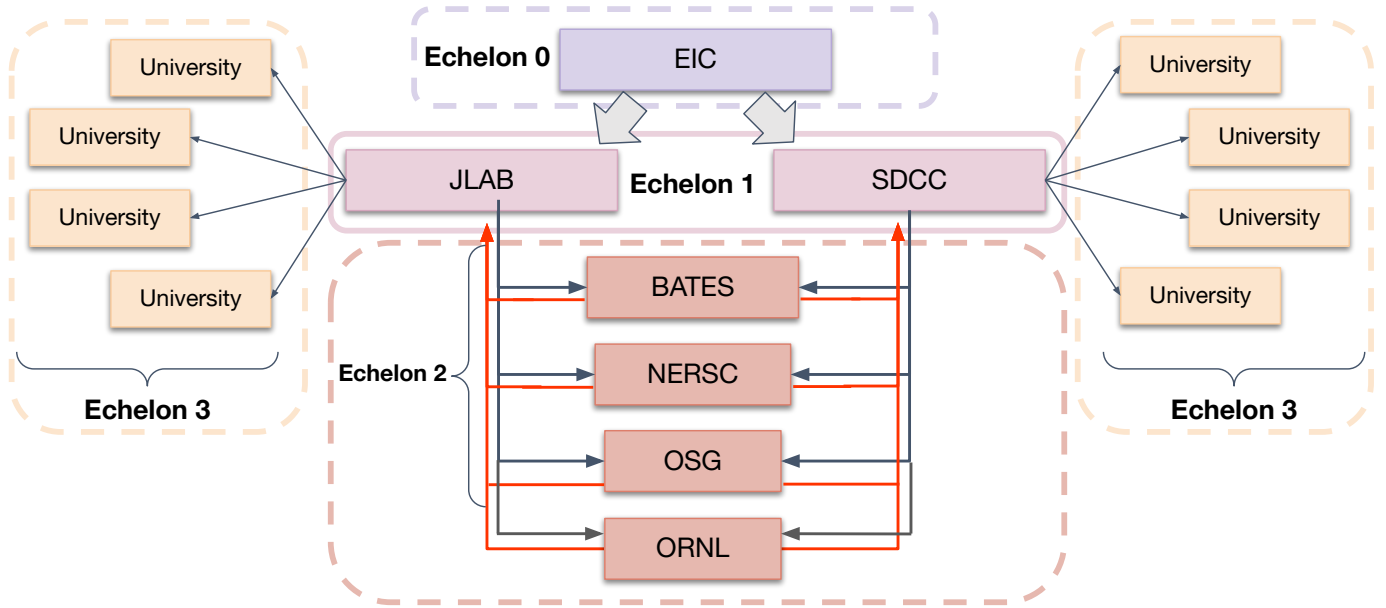 Echelon 0
EIC
University
University
University
University
Echelon 3
JLAB
Echelon 1
SDCC
Echelon 2
BATES
NERSC
OSG
ORNL
University
University
University
University
Echelon 3